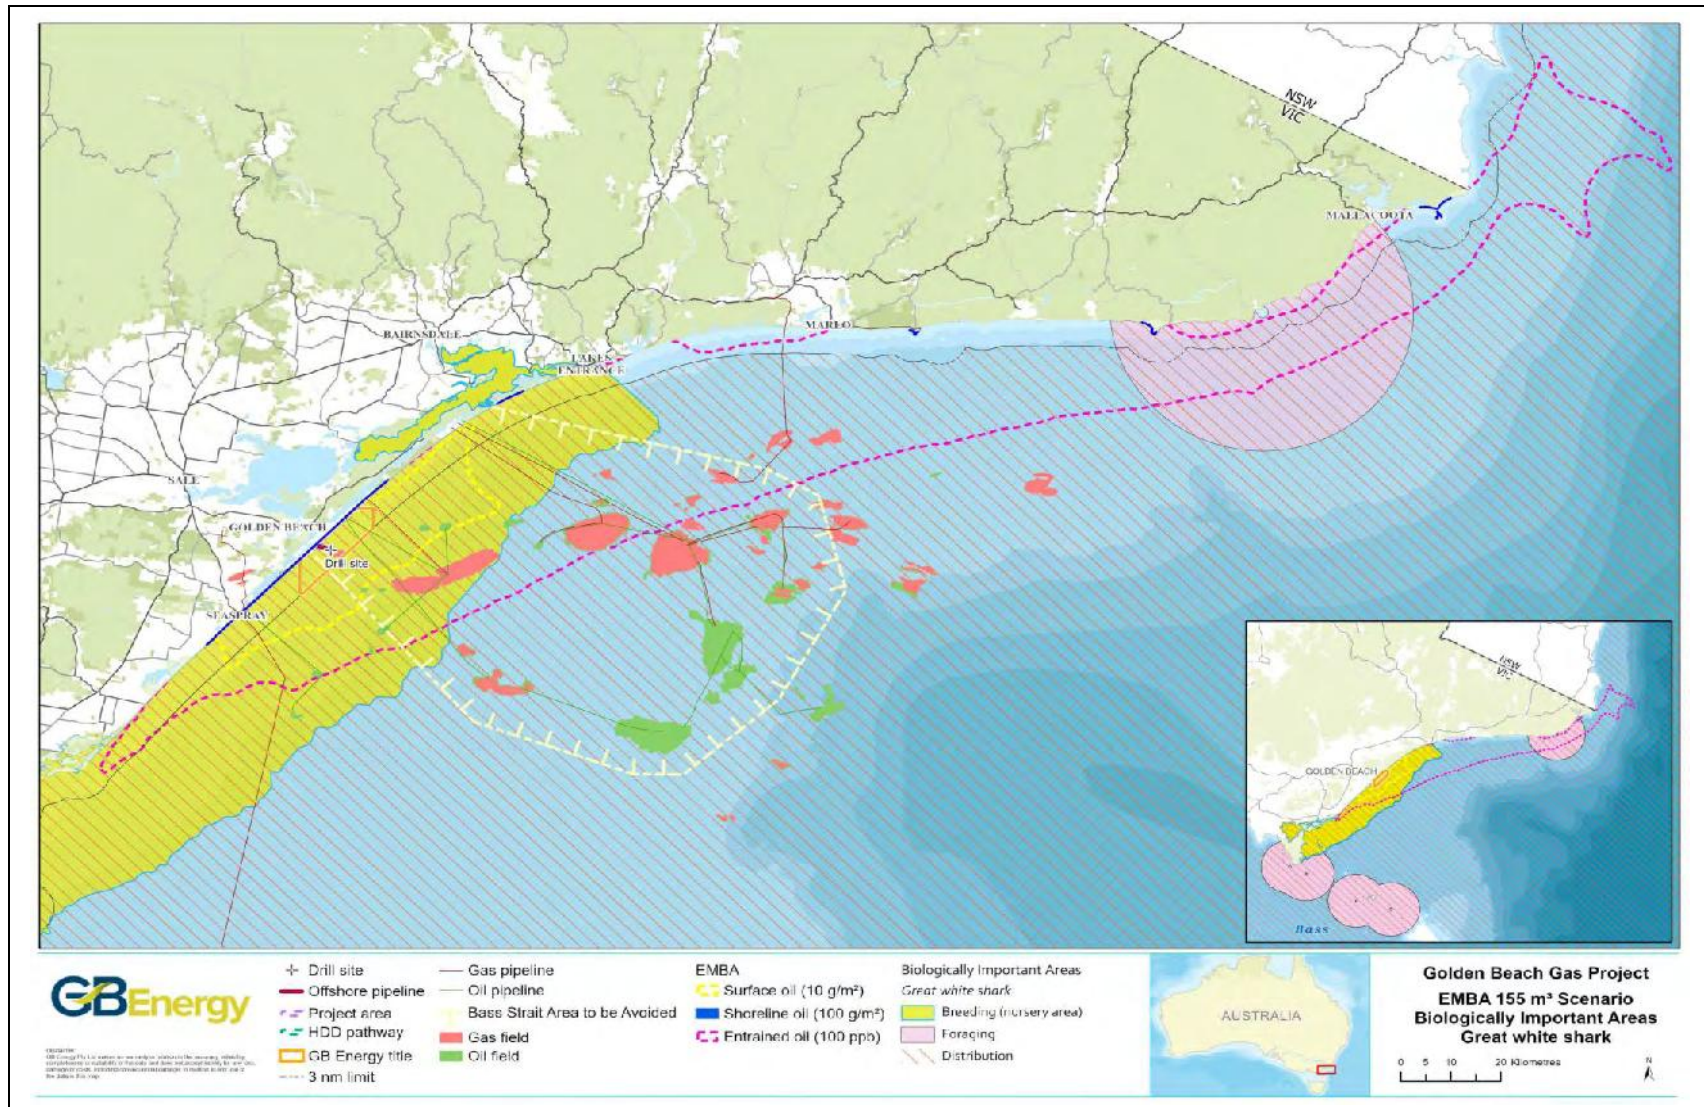 NSW
VIC
MALLACOOTA
MARLO
BAIRNSDALE
LAKES
ENTRANCE
SALE
GOLDEN BEACH
Drill site
SEASPRAY
NSW
VIC
GOLDEN BEACH
Bass
GBEnergy
Drill site
Offshore pipeline
Project area
HDD pathway
GB Energy title
3 nm limit
Gas pipeline
Oil pipeline
Bass Strait Area to be Avoided
Gas field
Oil field
EMBA
Surface oil (10 g/m²)
Shoreline oil (100 g/m²)
Entrained oil (100 ppb)
Biologically Important Areas
Great white shark
Breeding (nursery area)
Foraging
Distribution
AUSTRALIA
Golden Beach Gas Project
EMBA 155 m³ Scenario
Biologically Important Areas
Great white shark
0 5 10 20 Kilometres
N